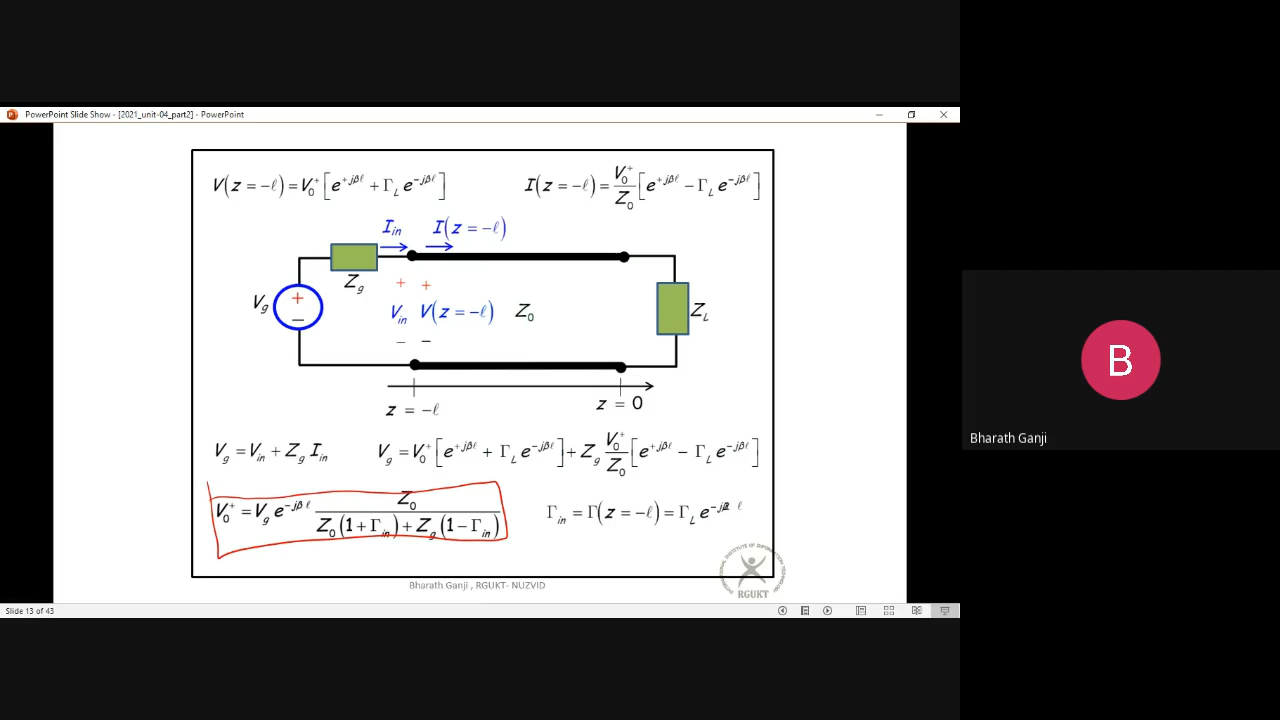 PowerPoint Slide Show - [2021_unit-04_part2] - PowerPoint
V(z = −ℓ) = V₀⁺ [e^{+jβℓ} + Γ_L e^{−jβℓ}]
I(z = −ℓ) = V₀⁺/Z₀ [e^{+jβℓ} − Γ_L e^{−jβℓ}]
I_in I(z = −ℓ)
Z_g
V_g + −
+ +
V_in V(z = −ℓ) Z₀ Z_L
− −
z = −ℓ z = 0
V_g = V_in + Z_g I_in
V_g = V₀⁺ [e^{+jβℓ} + Γ_L e^{−jβℓ}] + Z_g V₀⁺/Z₀ [e^{+jβℓ} − Γ_L e^{−jβℓ}]
V₀⁺ = V_g e^{−jβℓ} Z₀/(Z₀(1 + Γ_in) + Z_g(1 − Γ_in))
Γ_in = Γ(z = −ℓ) = Γ_L e^{−j2βℓ}
RGUKT
Bharath Ganji , RGUKT- NUZVID
Slide 13 of 43
B
Bharath Ganji